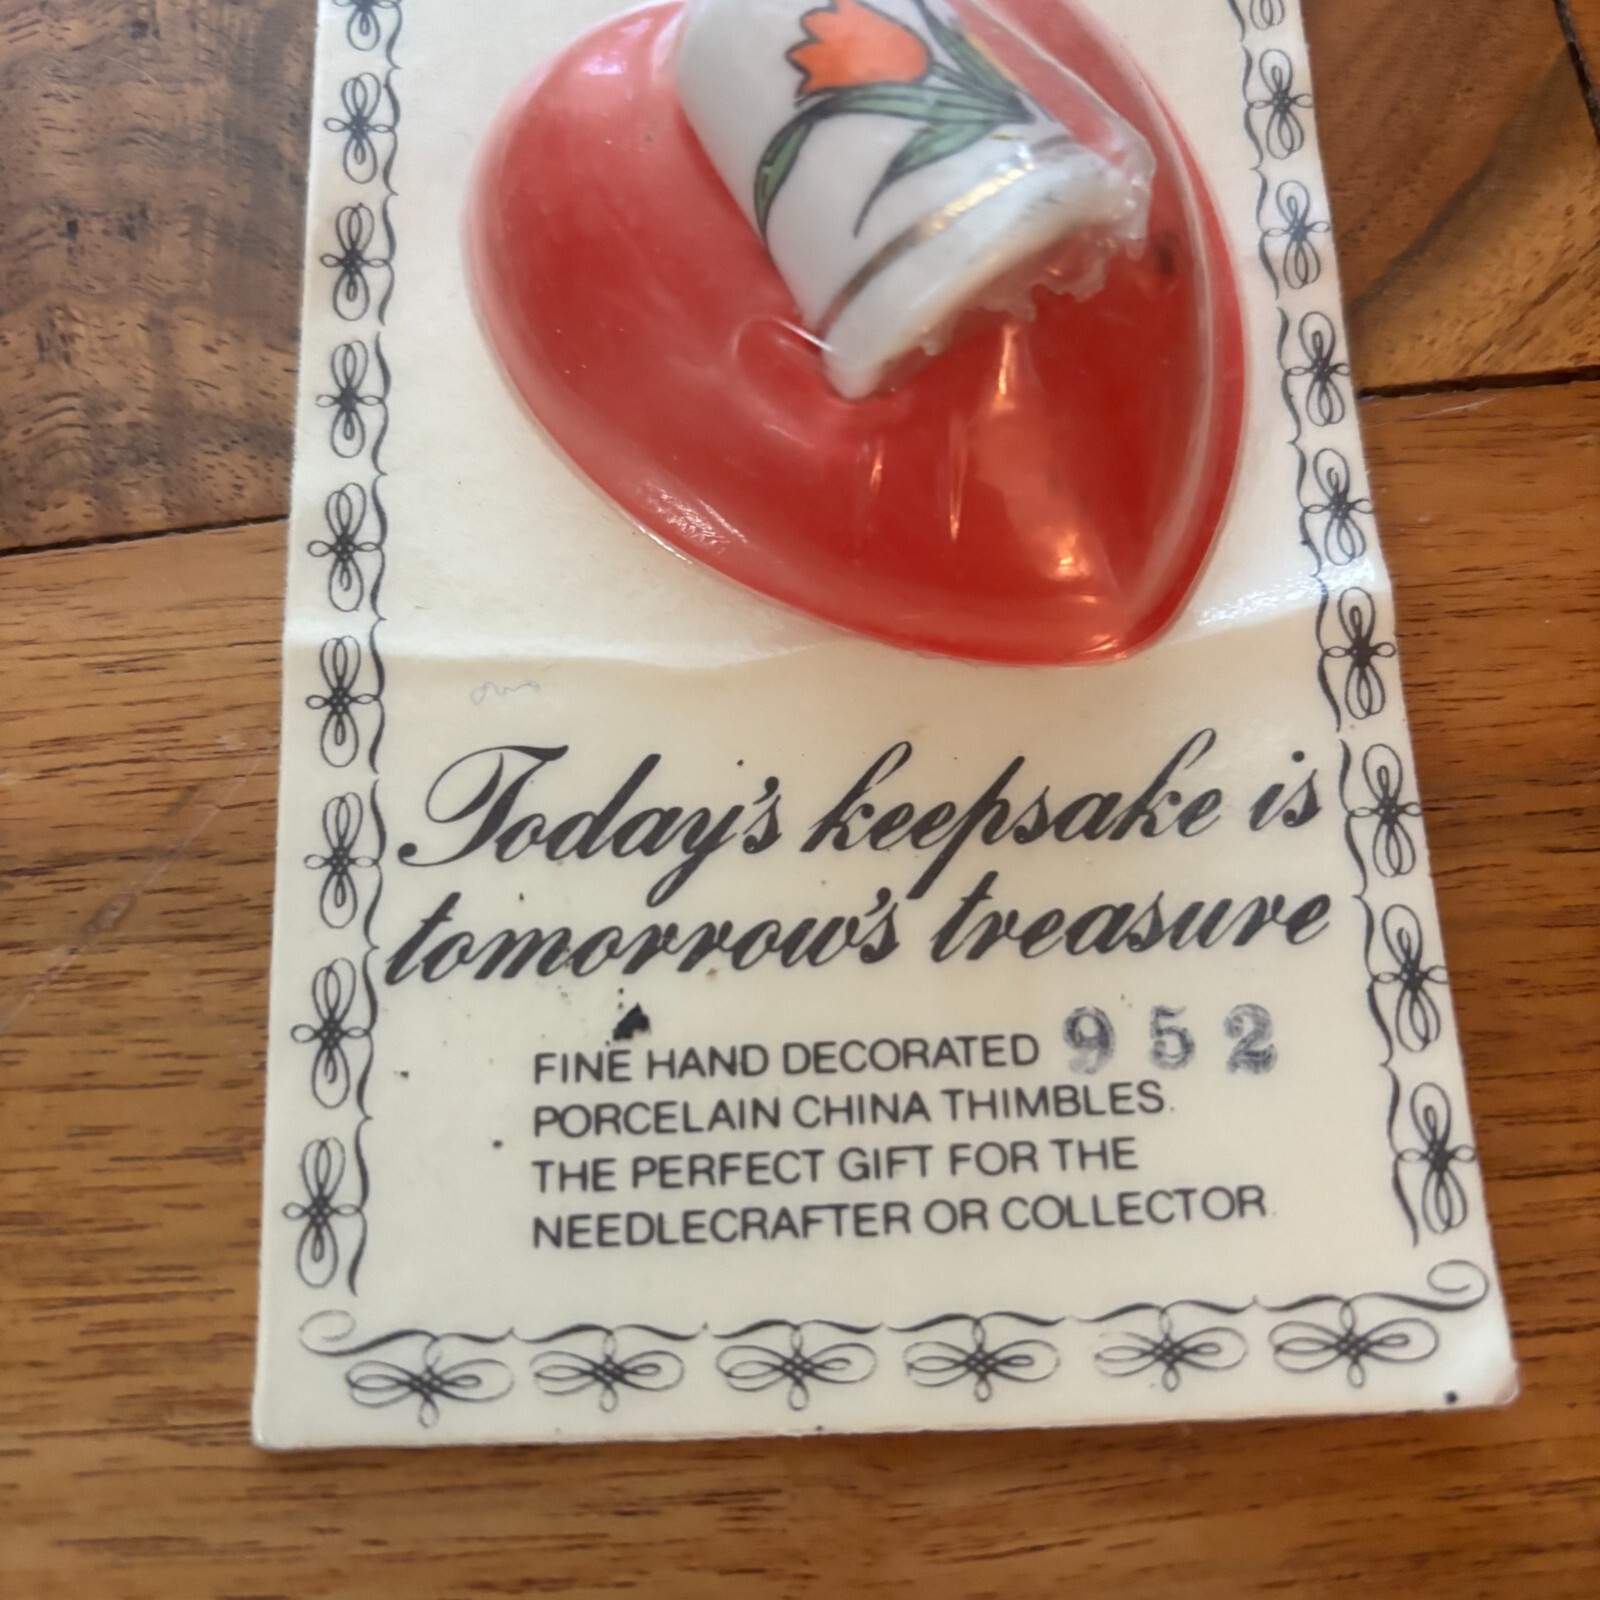 Today's keepsake is
tomorrow's treasure
FINE HAND DECORATED 952
PORCELAIN CHINA THIMBLES.
THE PERFECT GIFT FOR THE
NEEDLECRAFTER OR COLLECTOR.